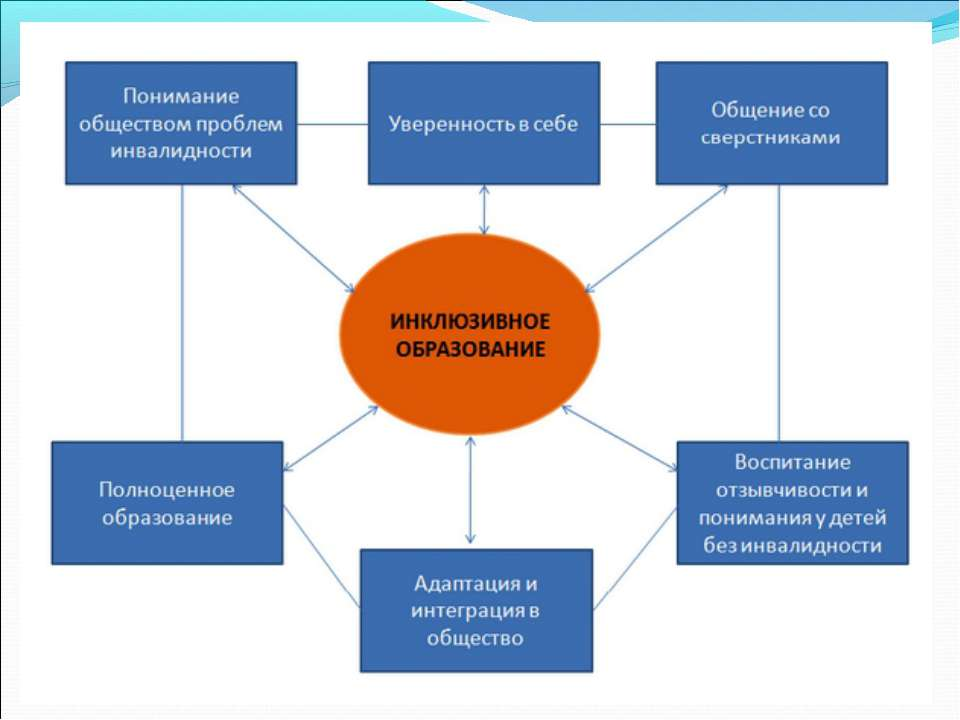 Понимание
обществом проблем
инвалидности
Уверенность в себе
Общение со
сверстниками
ИНКЛЮЗИВНОЕ
ОБРАЗОВАНИЕ
Полноценное
образование
Воспитание
отзывчивости и
понимания у детей
без инвалидности
Адаптация и
интеграция в
общество